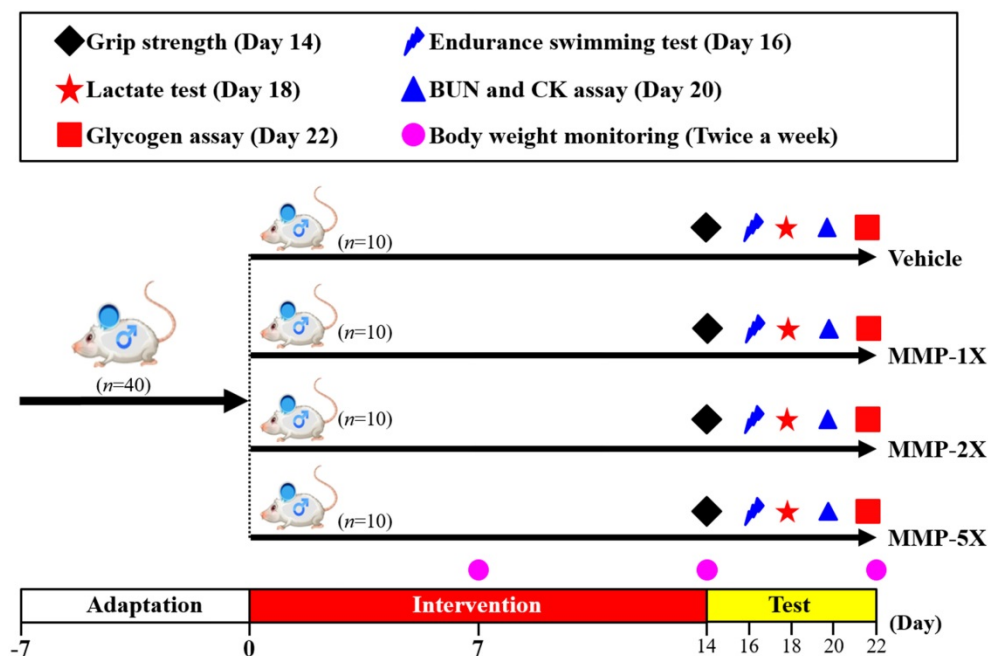 Grip strength (Day 14)
Endurance swimming test (Day 16)
Lactate test (Day 18)
BUN and CK assay (Day 20)
Glycogen assay (Day 22)
Body weight monitoring (Twice a week)
(n=10)
Vehicle
(n=10)
MMP-1X
(n=40)
(n=10)
MMP-2X
(n=10)
MMP-5X
Adaptation
Intervention
Test
(Day)
-7
0
7
14
16
18
20
22